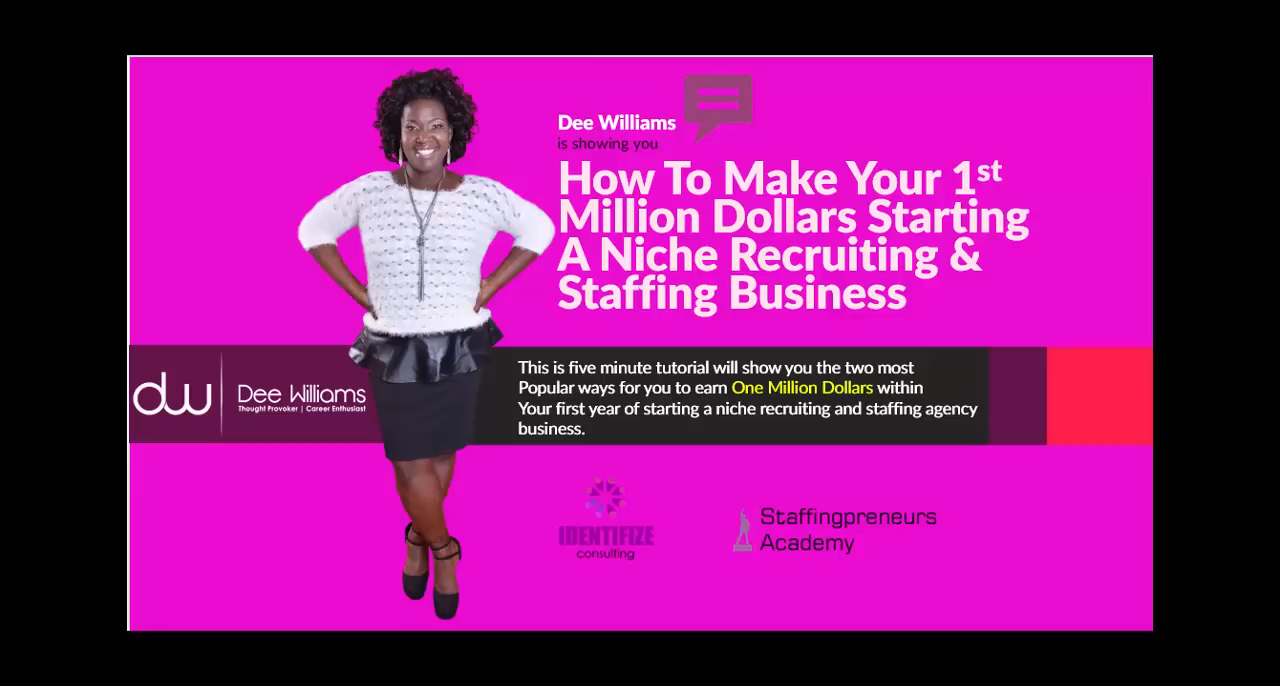 Dee Williams
is showing you
How To Make Your 1st
Million Dollars Starting
A Niche Recruiting &
Staffing Business
This is five minute tutorial will show you the two most
Popular ways for you to earn One Million Dollars within
Your first year of starting a niche recruiting and staffing agency
business.
dw
Dee Williams
Thought Provoker | Career Enthusiast
IDENTIFIZE
consulting
Staffingpreneurs
Academy